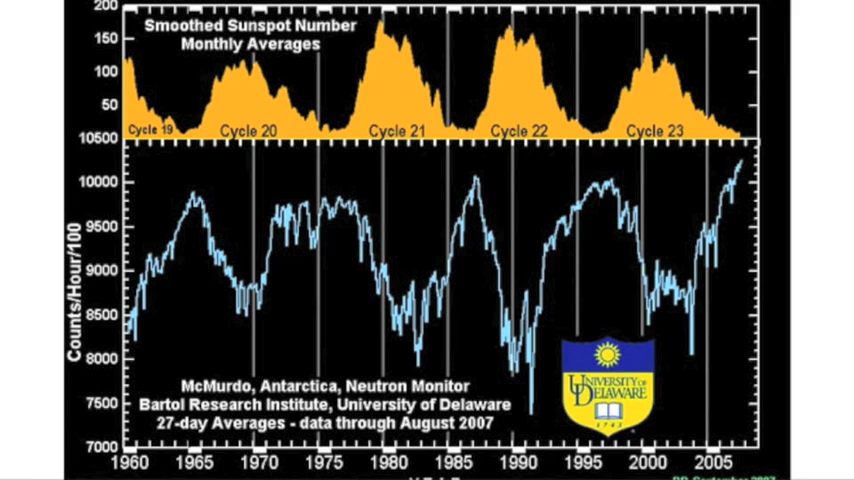 200
Smoothed Sunspot Number
150
Monthly Averages
100
50
Cycle 19 Cycle 20 Cycle 21 Cycle 22 Cycle 23
10500
10000
9500
9000
8500
8000
7500
7000
Counts/Hour/100
McMurdo, Antarctica, Neutron Monitor
Bartol Research Institute, University of Delaware
27-day Averages - data through August 2007
UNIVERSITY OF
DELAWARE
1743
1960 1965 1970 1975 1980 1985 1990 1995 2000 2005